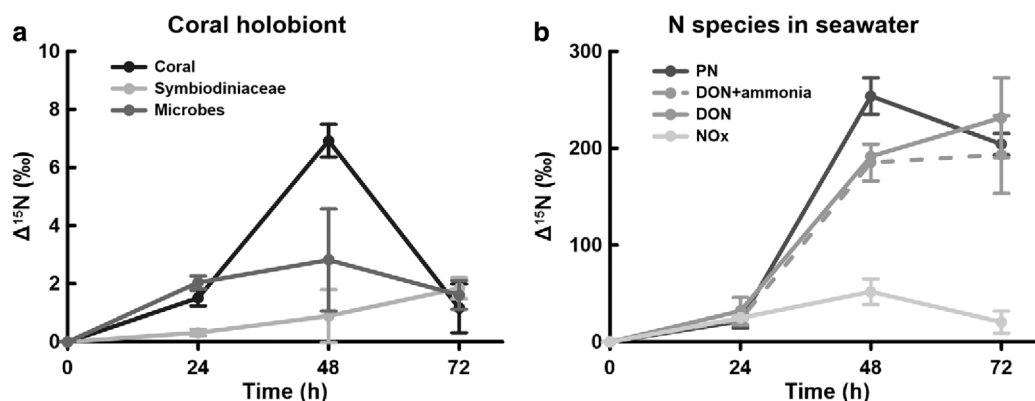 a
Coral holobiont
Δ¹⁵N (‰)
10
8
6
4
2
0
Coral
Symbiodiniaceae
Microbes
0 24 48 72
Time (h)
b
N species in seawater
Δ¹⁵N (‰)
300
200
100
0
PN
DON+ammonia
DON
NOx
0 24 48 72
Time (h)